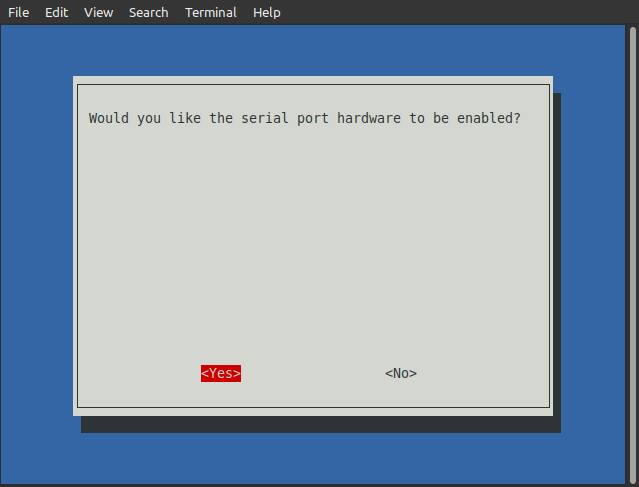 File Edit View Search Terminal Help
Would you like the serial port hardware to be enabled?
<Yes> <No>